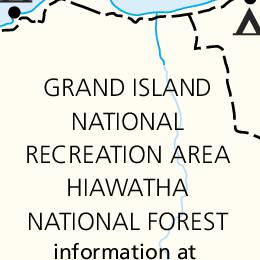 GRAND ISLAND
NATIONAL
RECREATION AREA
HIAWATHA
NATIONAL FOREST
information at